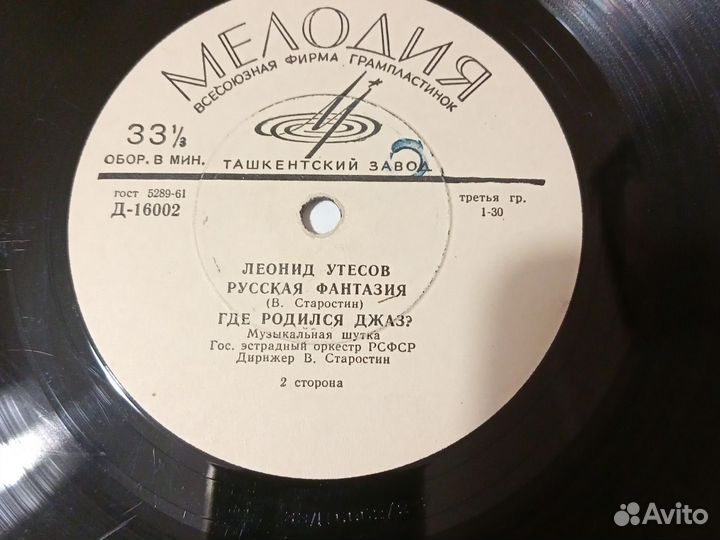 МЕЛОДИЯ
ВСЕСОЮЗНАЯ ФИРМА ГРАМПЛАСТИНОК
33⅓
ОБОР. В МИН.
ТАШКЕНТСКИЙ ЗАВОД
гост 5289-61
Д-16002
третья гр.
1-30
ЛЕОНИД УТЕСОВ
РУССКАЯ ФАНТАЗИЯ
(В. Старостин)
ГДЕ РОДИЛСЯ ДЖАЗ?
Музыкальная шутка
Гос. эстрадный оркестр РСФСР
Дирижер В. Старостин
2 сторона
Avito